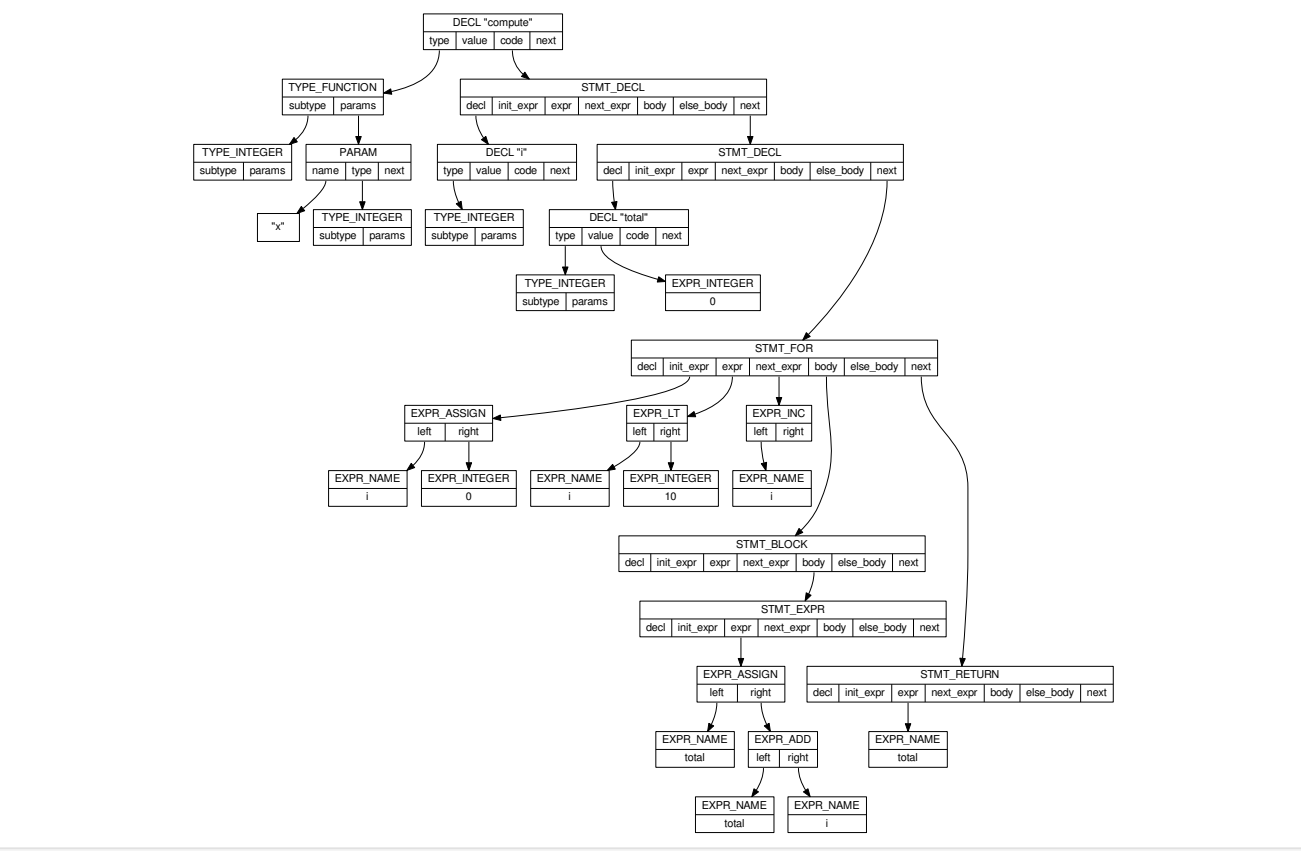 DECL "compute"
type value code next
TYPE_FUNCTION
subtype params
STMT_DECL
decl init_expr expr next_expr body else_body next
TYPE_INTEGER
subtype params
PARAM
name type next
DECL "i"
type value code next
STMT_DECL
decl init_expr expr next_expr body else_body next
"x"
TYPE_INTEGER
subtype params
TYPE_INTEGER
subtype params
DECL "total"
type value code next
TYPE_INTEGER
subtype params
EXPR_INTEGER
0
STMT_FOR
decl init_expr expr next_expr body else_body next
EXPR_ASSIGN
left right
EXPR_LT
left right
EXPR_INC
left right
EXPR_NAME
i
EXPR_INTEGER
0
EXPR_NAME
i
EXPR_INTEGER
10
EXPR_NAME
i
STMT_BLOCK
decl init_expr expr next_expr body else_body next
STMT_EXPR
decl init_expr expr next_expr body else_body next
EXPR_ASSIGN
left right
STMT_RETURN
decl init_expr expr next_expr body else_body next
EXPR_NAME
total
EXPR_ADD
left right
EXPR_NAME
total
EXPR_NAME
total
EXPR_NAME
i